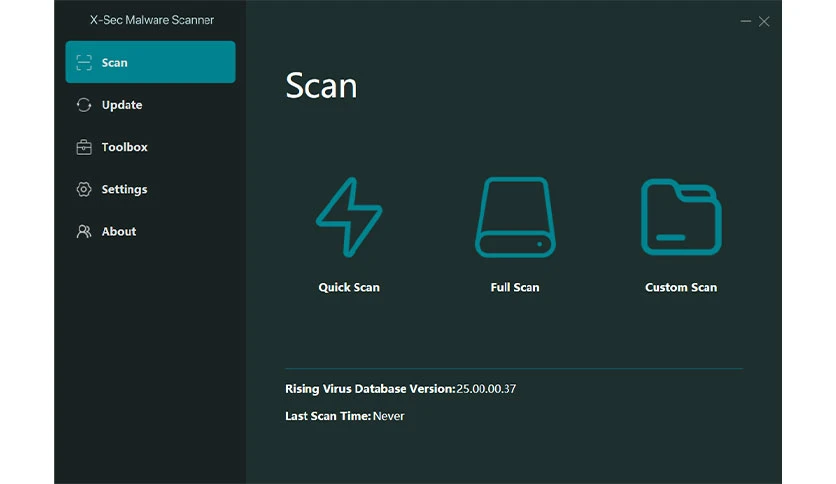 X-Sec Malware Scanner
Scan
Update
Toolbox
Settings
About
Scan
Quick Scan
Full Scan
Custom Scan
Rising Virus Database Version:25.00.00.37
Last Scan Time:Never